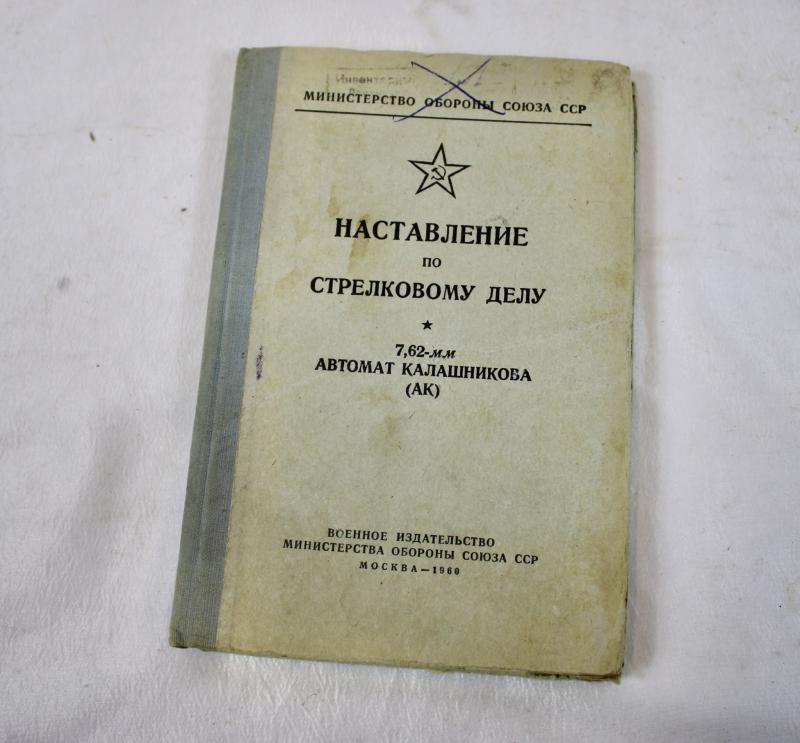 МИНИСТЕРСТВО ОБОРОНЫ СОЮЗА ССР
НАСТАВЛЕНИЕ
ПО
СТРЕЛКОВОМУ ДЕЛУ
7,62-мм
АВТОМАТ КАЛАШНИКОВА
(АК)
ВОЕННОЕ ИЗДАТЕЛЬСТВО
МИНИСТЕРСТВА ОБОРОНЫ СОЮЗА ССР
МОСКВА—1960